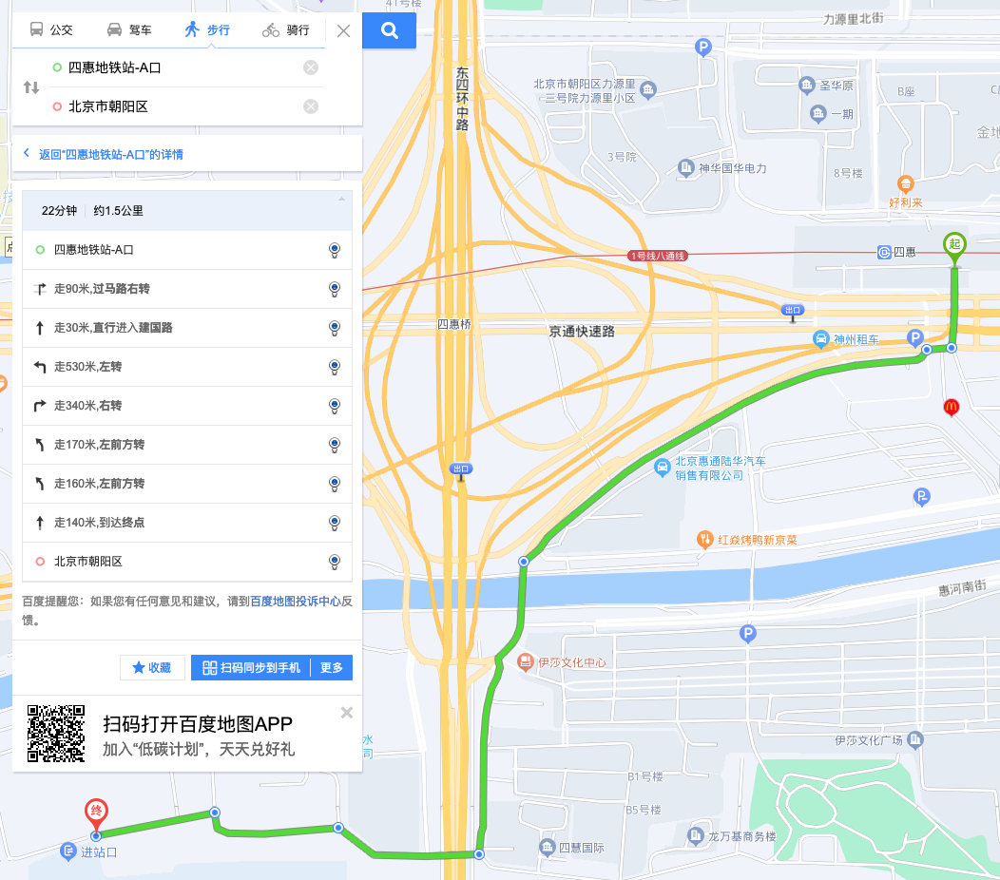 公交
驾车
步行
骑行
四惠地铁站-A口
北京市朝阳区
返回"四惠地铁站-A口"的详情
22分钟 约1.5公里
四惠地铁站-A口
走90米,过马路右转
走30米,直行进入建国路
走530米,左转
走340米,右转
走170米,左前方转
走160米,左前方转
走140米,到达终点
北京市朝阳区
百度提醒您：如果您有任何意见和建议，请到百度地图投诉中心反
馈。
收藏
扫码同步到手机
更多
扫码打开百度地图APP
加入“低碳计划”，天天兑好礼
41号楼
力源里北街
东四环中路
P
北京市朝阳区力源里
三号院力源里小区
圣华原
一期
B座
金地
3号院
神华国华电力
8号楼
好利来
四惠
起
1号线八通线
出口
四惠桥
京通快速路
神州租车
P
出口
北京惠通陆华汽车
销售有限公司
P
红焱烤鸭新京菜
惠河南街
P
伊莎文化中心
伊莎文化广场
水
司
B1号楼
B5号楼
龙万基商务楼
四慧国际
终
进站口